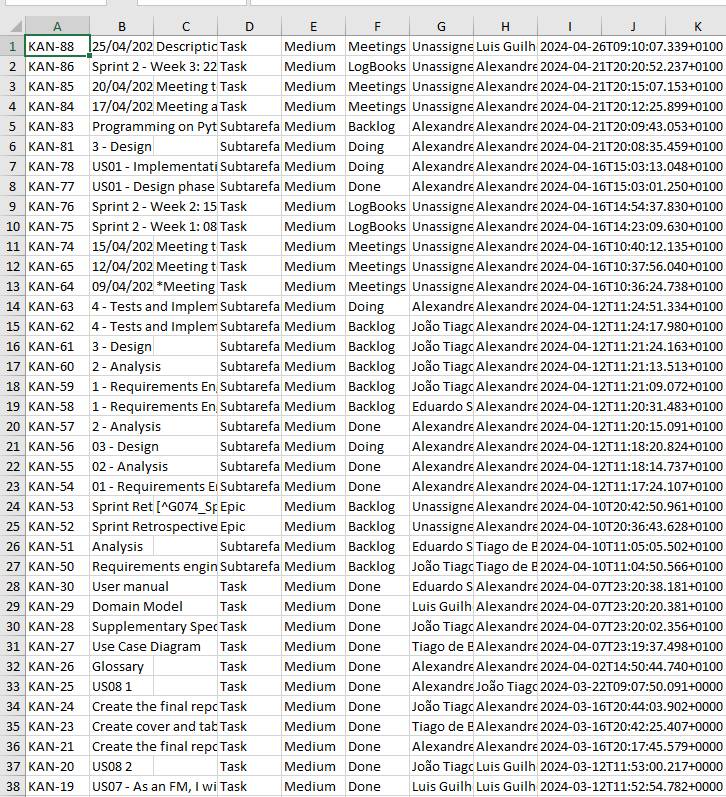 A B C D E F G H I J K
1 KAN-88 25/04/202 Descriptic Task Medium Meetings Unassigne Luis Guilh 2024-04-26T09:10:07.339+0100
2 KAN-86 Sprint 2 - Week 3: 22 Task Medium LogBooks Unassigne Alexandre 2024-04-21T20:20:52.237+0100
3 KAN-85 20/04/202 Meeting t Task Medium Meetings Unassigne Alexandre 2024-04-21T20:15:07.153+0100
4 KAN-84 17/04/202 Meeting a Task Medium Meetings Unassigne Alexandre 2024-04-21T20:12:25.899+0100
5 KAN-83 Programming on Pyt Subtarefa Medium Backlog Alexandre Alexandre 2024-04-21T20:09:43.053+0100
6 KAN-81 3 - Design Subtarefa Medium Doing Alexandre Alexandre 2024-04-21T20:08:35.459+0100
7 KAN-78 US01 - Implementati Subtarefa Medium Doing Alexandre Alexandre 2024-04-16T15:03:13.048+0100
8 KAN-77 US01 - Design phase Subtarefa Medium Done Alexandre Alexandre 2024-04-16T15:03:01.250+0100
9 KAN-76 Sprint 2 - Week 2: 15 Task Medium LogBooks Unassigne Alexandre 2024-04-16T14:54:37.830+0100
10 KAN-75 Sprint 2 - Week 1: 08 Task Medium LogBooks Unassigne Alexandre 2024-04-16T14:23:09.630+0100
11 KAN-74 15/04/202 Meeting t Task Medium Meetings Unassigne Alexandre 2024-04-16T10:40:12.135+0100
12 KAN-65 12/04/202 Meeting t Task Medium Meetings Unassigne Alexandre 2024-04-16T10:37:56.040+0100
13 KAN-64 09/04/202 *Meeting Task Medium Meetings Unassigne Alexandre 2024-04-16T10:36:24.738+0100
14 KAN-63 4 - Tests and Implem Subtarefa Medium Doing Alexandre Alexandre 2024-04-12T11:24:51.334+0100
15 KAN-62 4 - Tests and Implem Subtarefa Medium Backlog João Tiago Alexandre 2024-04-12T11:24:17.980+0100
16 KAN-61 3 - Design Subtarefa Medium Backlog João Tiago Alexandre 2024-04-12T11:21:24.163+0100
17 KAN-60 2 - Analysis Subtarefa Medium Backlog João Tiago Alexandre 2024-04-12T11:21:13.513+0100
18 KAN-59 1 - Requirements En Subtarefa Medium Backlog João Tiago Alexandre 2024-04-12T11:21:09.072+0100
19 KAN-58 1 - Requirements En Subtarefa Medium Backlog Eduardo S Alexandre 2024-04-12T11:20:31.483+0100
20 KAN-57 2 - Analysis Subtarefa Medium Done Alexandre Alexandre 2024-04-12T11:20:15.091+0100
21 KAN-56 03 - Design Subtarefa Medium Doing Alexandre Alexandre 2024-04-12T11:18:20.824+0100
22 KAN-55 02 - Analysis Subtarefa Medium Done Alexandre Alexandre 2024-04-12T11:18:14.737+0100
23 KAN-54 01 - Requirements E Subtarefa Medium Done Alexandre Alexandre 2024-04-12T11:17:24.107+0100
24 KAN-53 Sprint Ret [^G074_Sp Epic Medium Backlog Unassigne Alexandre 2024-04-10T20:42:50.961+0100
25 KAN-52 Sprint Retrospective Epic Medium Backlog Unassigne Alexandre 2024-04-10T20:36:43.628+0100
26 KAN-51 Analysis Subtarefa Medium Backlog Eduardo S Tiago de B 2024-04-10T11:05:05.502+0100
27 KAN-50 Requirements engin Subtarefa Medium Backlog João Tiago Tiago de B 2024-04-10T11:04:50.566+0100
28 KAN-30 User manual Task Medium Done Eduardo S Alexandre 2024-04-07T23:20:38.181+0100
29 KAN-29 Domain Model Task Medium Done Luis Guilh Alexandre 2024-04-07T23:20:20.381+0100
30 KAN-28 Supplementary Spec Task Medium Done João Tiago Alexandre 2024-04-07T23:20:02.356+0100
31 KAN-27 Use Case Diagram Task Medium Done Tiago de B Alexandre 2024-04-07T23:19:37.498+0100
32 KAN-26 Glossary Task Medium Done Alexandre Alexandre 2024-04-02T14:50:44.740+0100
33 KAN-25 US08 1 Task Medium Done Alexandre João Tiago 2024-03-22T09:07:50.091+0000
34 KAN-24 Create the final repo Task Medium Done João Tiago Alexandre 2024-03-16T20:44:03.902+0000
35 KAN-23 Create cover and tab Task Medium Done Tiago de B Alexandre 2024-03-16T20:42:25.407+0000
36 KAN-21 Create the final repo Task Medium Done Alexandre Alexandre 2024-03-16T20:17:45.579+0000
37 KAN-20 US08 2 Task Medium Done João Tiago Luis Guilh 2024-03-12T11:53:00.217+0000
38 KAN-19 US07 - As an FM, I wi Task Medium Done Luis Guilh Luis Guilh 2024-03-12T11:52:54.782+0000